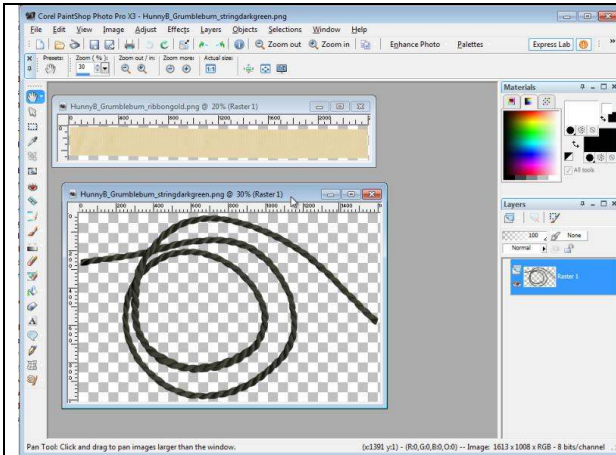 Corel PaintShop Photo Pro X3 - HunnyB_Grumblebum_stringdarkgreen.png
File Edit View Image Adjust Effects Layers Objects Selections Window Help
Zoom out Zoom in Enhance Photo Palettes Express Lab
Presets: Zoom (%): Zoom out / in: Zoom more: Actual size:
30
HunnyB_Grumblebum_ribbongold.png @ 20% (Raster 1)
HunnyB_Grumblebum_stringdarkgreen.png @ 30% (Raster 1)
Materials
All tools
Layers
100 None
Normal
Raster 1
Pan Tool: Click and drag to pan images larger than the window. (x:1391 y:1) - (R:0,G:0,B:0,O:0) -- Image: 1613 x 1008 x RGB - 8 bits/channel